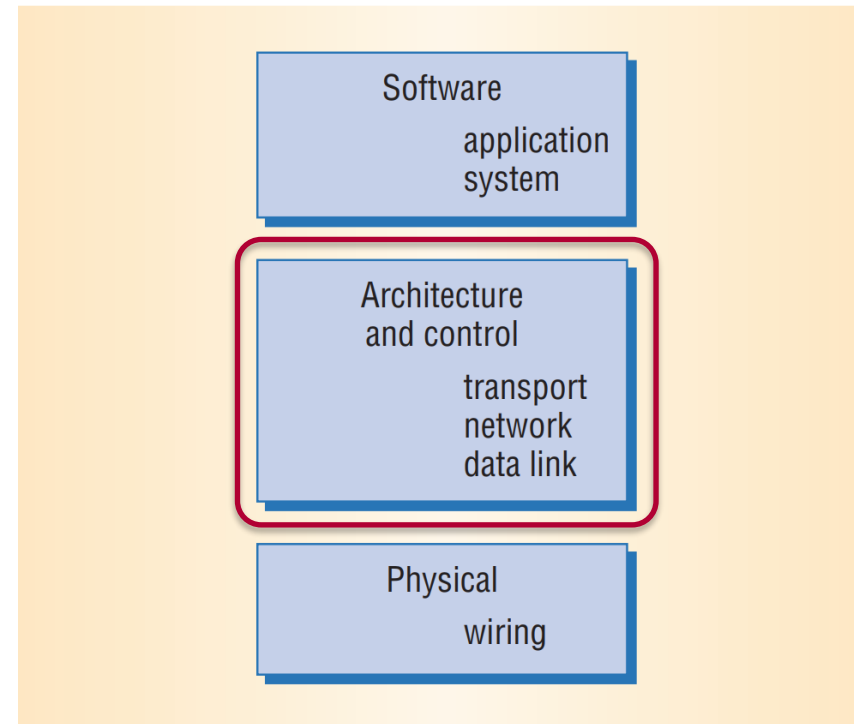 Software
application
system
Architecture
and control
transport
network
data link
Physical
wiring